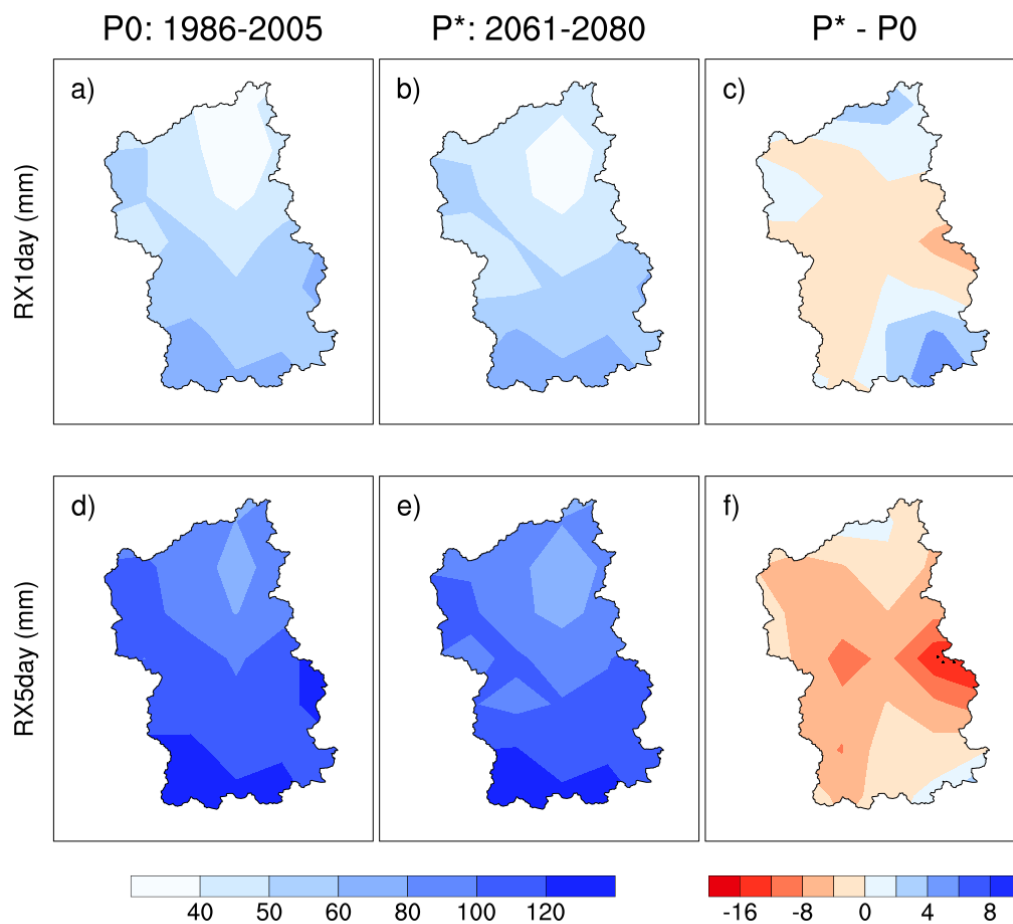 P0: 1986-2005
P*: 2061-2080
P* - P0
RX1day (mm)
a)
b)
c)
RX5day (mm)
d)
e)
f)
40 50 60 80 100 120
-16 -8 0 4 8